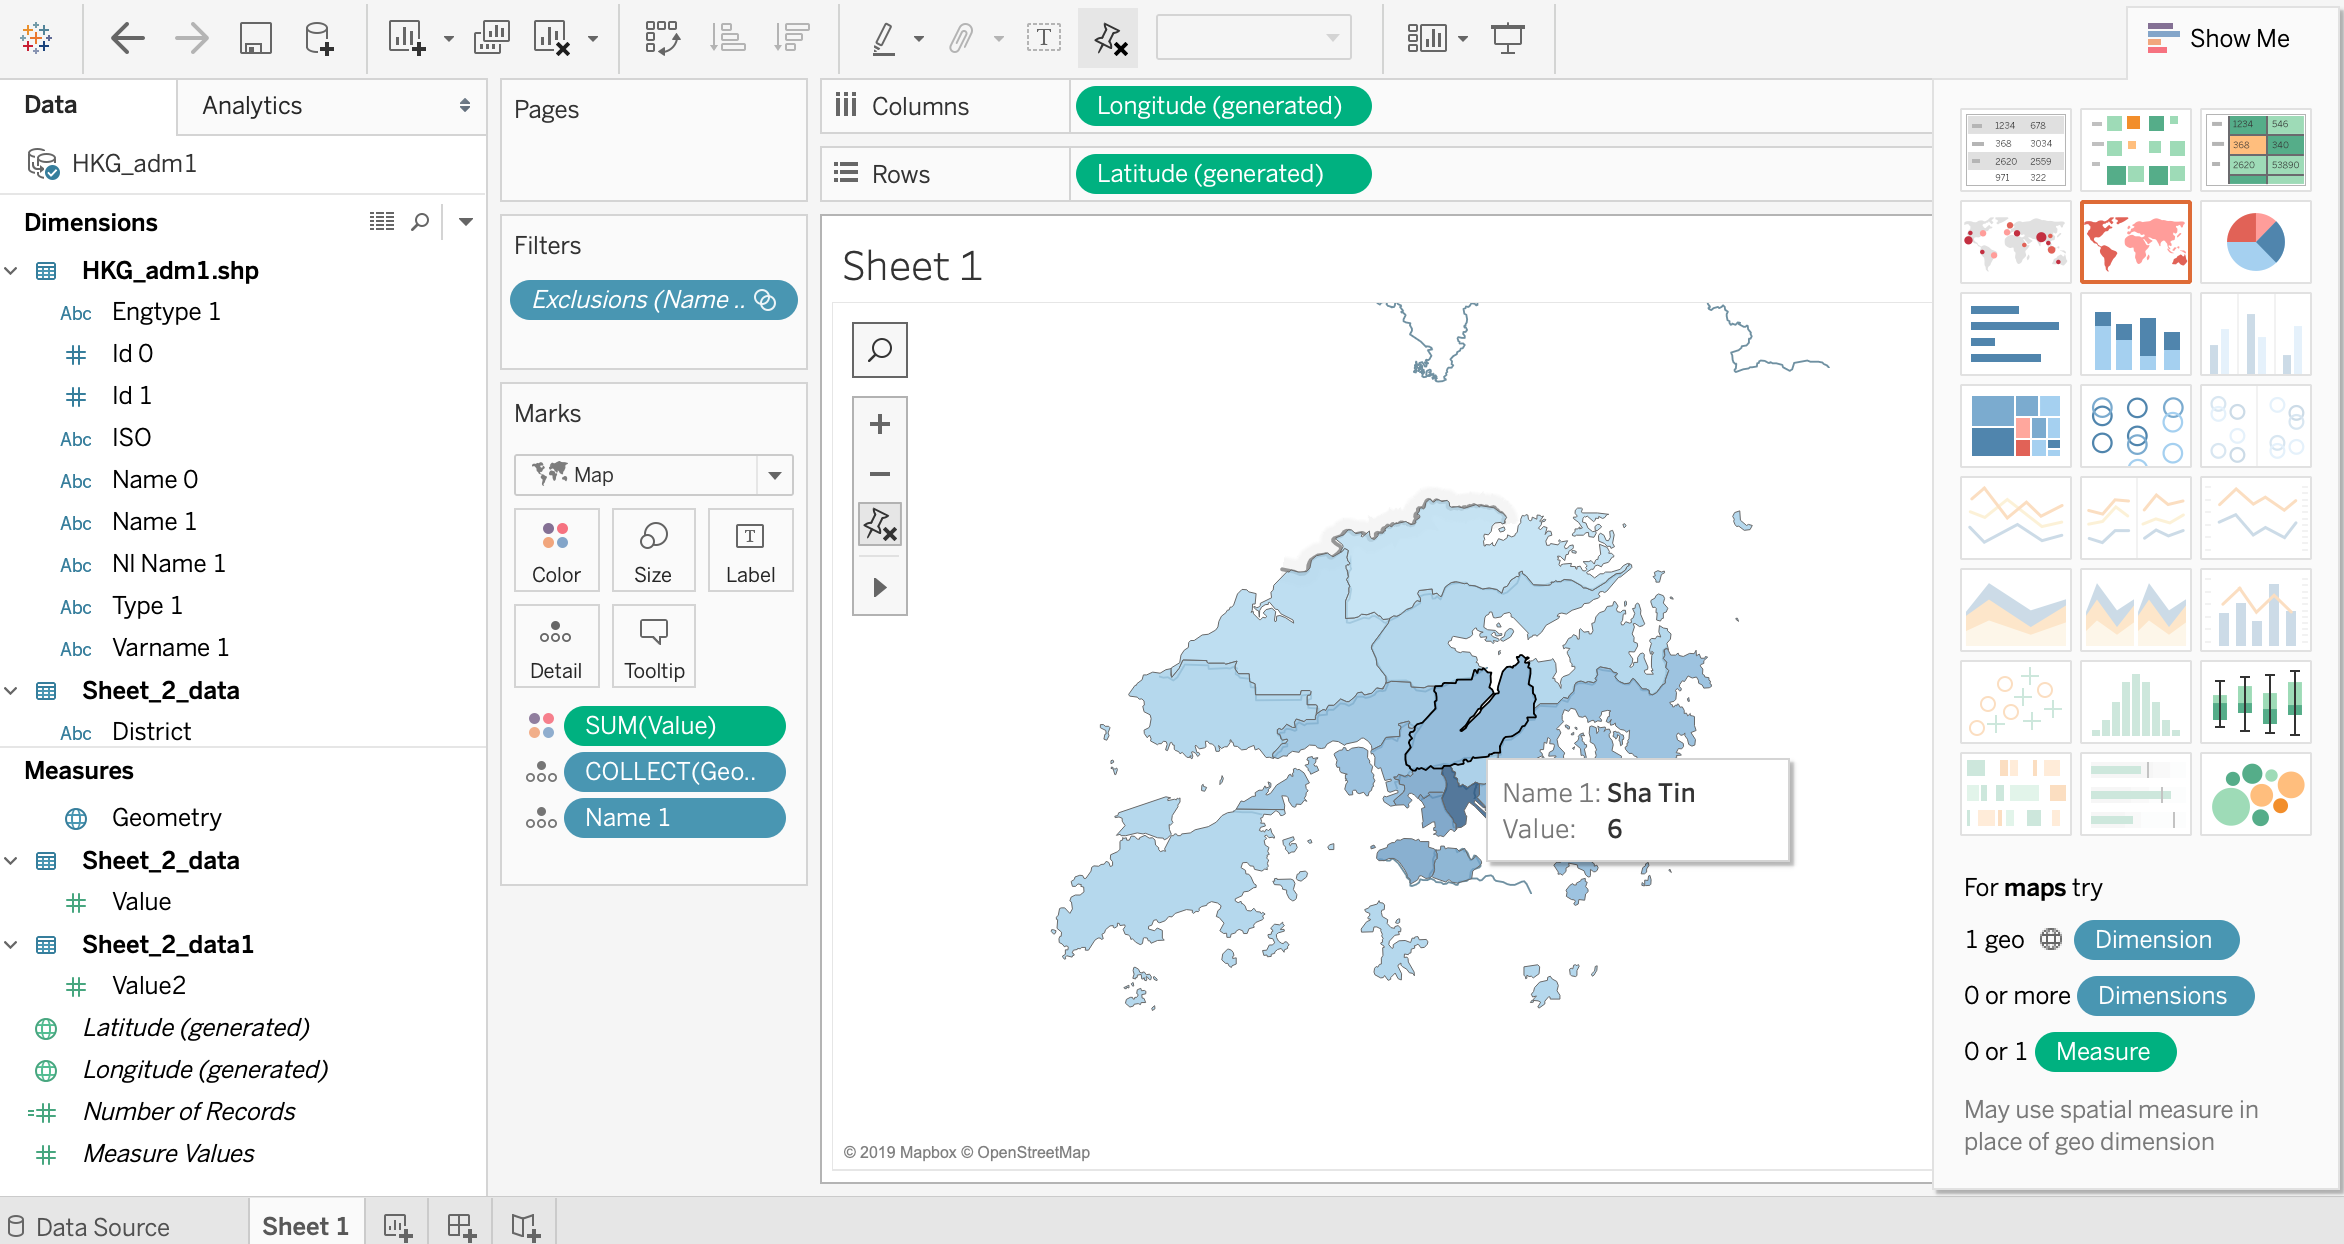 Show Me
Data
Analytics
HKG_adm1
Dimensions
HKG_adm1.shp
Abc Engtype 1
Id 0
Id 1
Abc ISO
Abc Name 0
Abc Name 1
Abc Nl Name 1
Abc Type 1
Abc Varname 1
Sheet_2_data
Abc District
Measures
Geometry
Sheet_2_data
Value
Sheet_2_data1
Value2
Latitude (generated)
Longitude (generated)
Number of Records
Measure Values
Pages
Filters
Exclusions (Name ..
Marks
Map
Color
Size
T
Label
Detail
Tooltip
SUM(Value)
COLLECT(Geo..
Name 1
T
Columns
Longitude (generated)
Rows
Latitude (generated)
Sheet 1
Name 1: Sha Tin
Value: 6
© 2019 Mapbox © OpenStreetMap
1234 678
368 3034
2620 2559
971 322
1234 546
368 340
2620 53890
For maps try
1 geo Dimension
0 or more Dimensions
0 or 1 Measure
May use spatial measure in
place of geo dimension
Data Source
Sheet 1